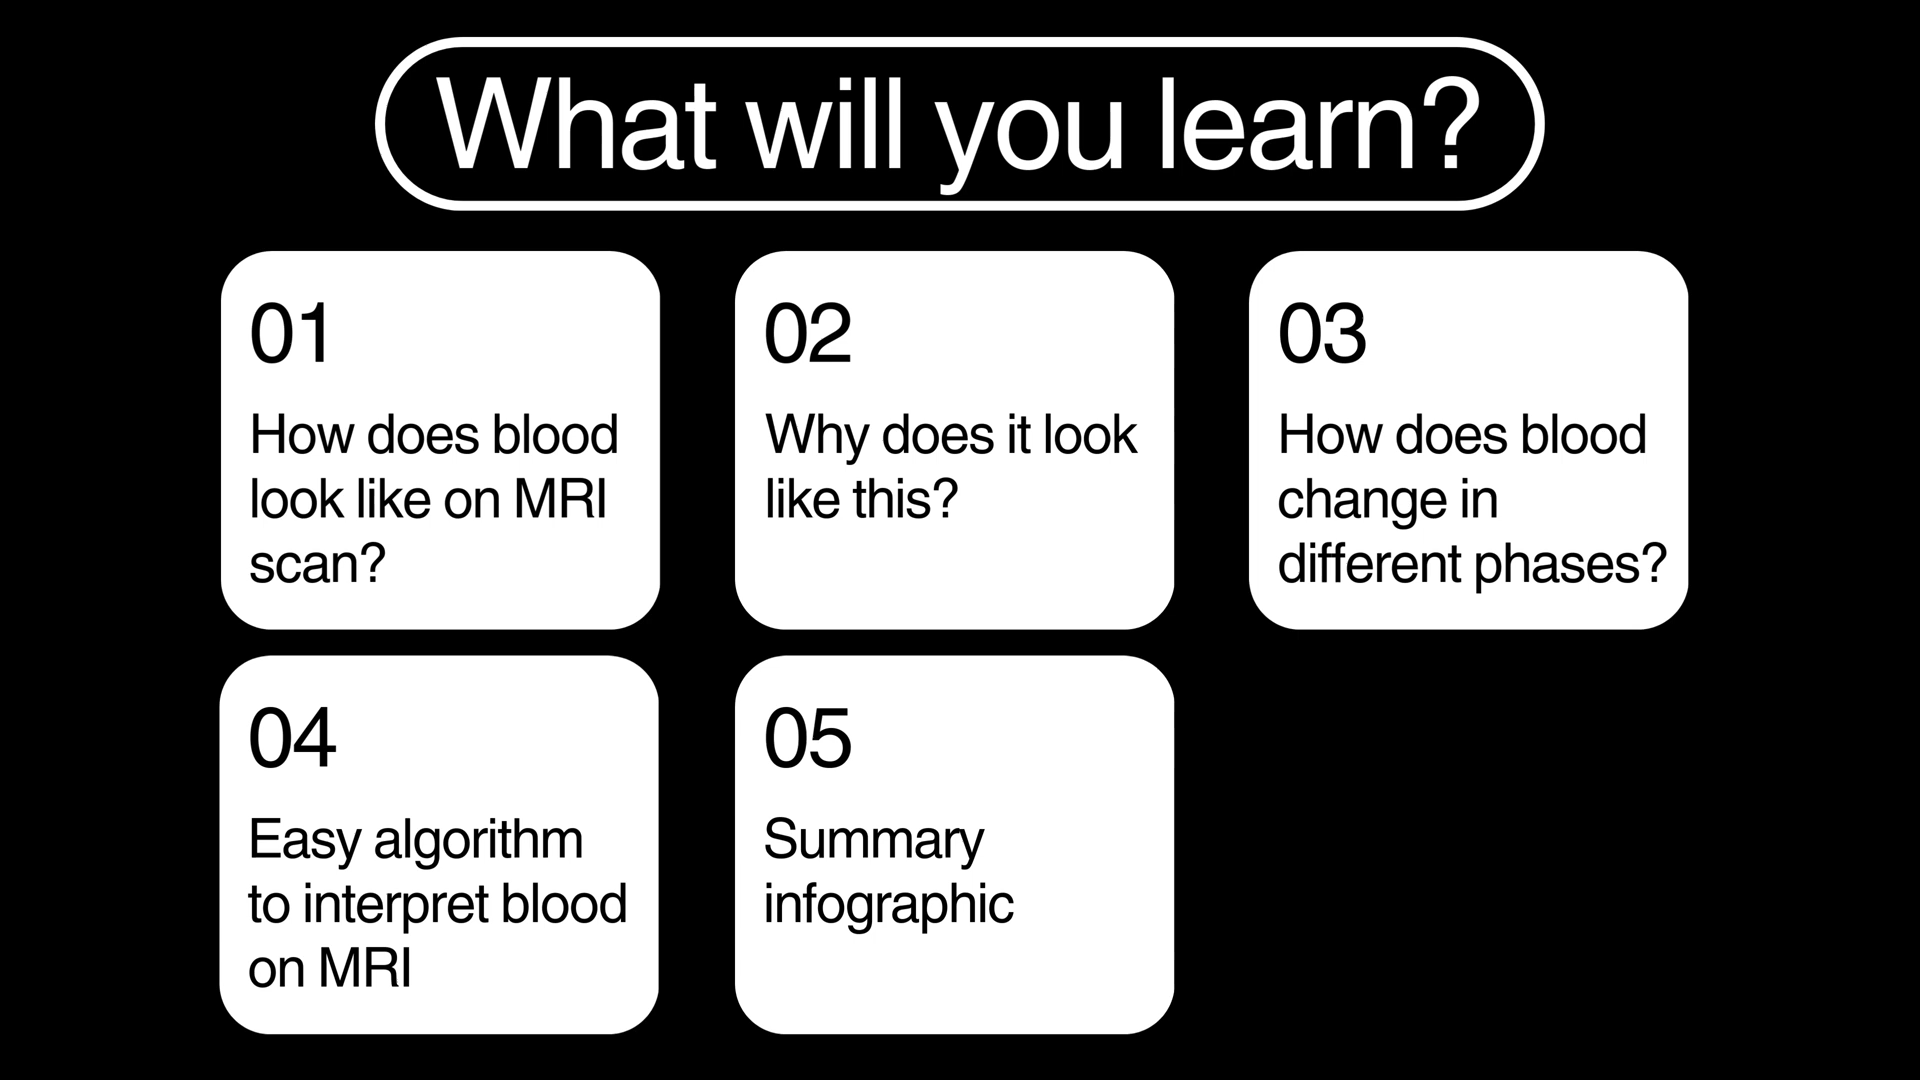 What will you learn?
01
How does blood
look like on MRI
scan?
02
Why does it look
like this?
03
How does blood
change in
different phases?
04
Easy algorithm
to interpret blood
on MRI
05
Summary
infographic